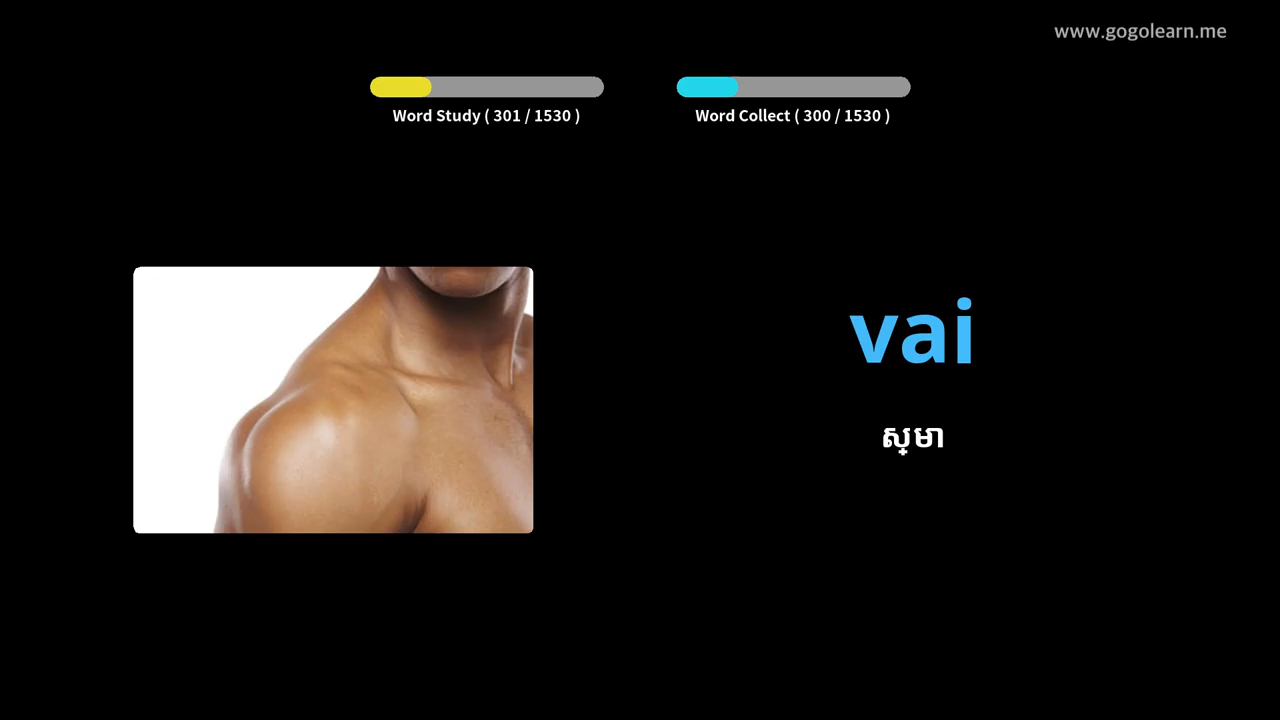 www.gogolearn.me
Word Study ( 301 / 1530 )
Word Collect ( 300 / 1530 )
vai
ស្មា